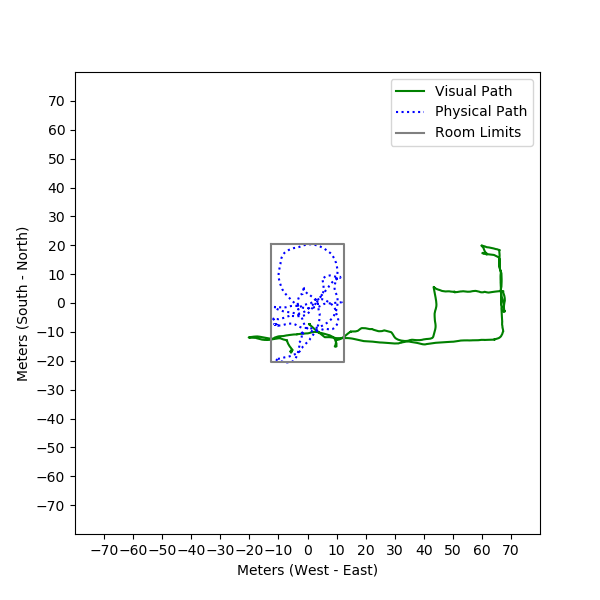 Visual Path
Physical Path
Room Limits
Meters (South - North)
70
60
50
40
30
20
10
0
−10
−20
−30
−40
−50
−60
−70
−70 −60 −50 −40 −30 −20 −10 0 10 20 30 40 50 60 70
Meters (West - East)